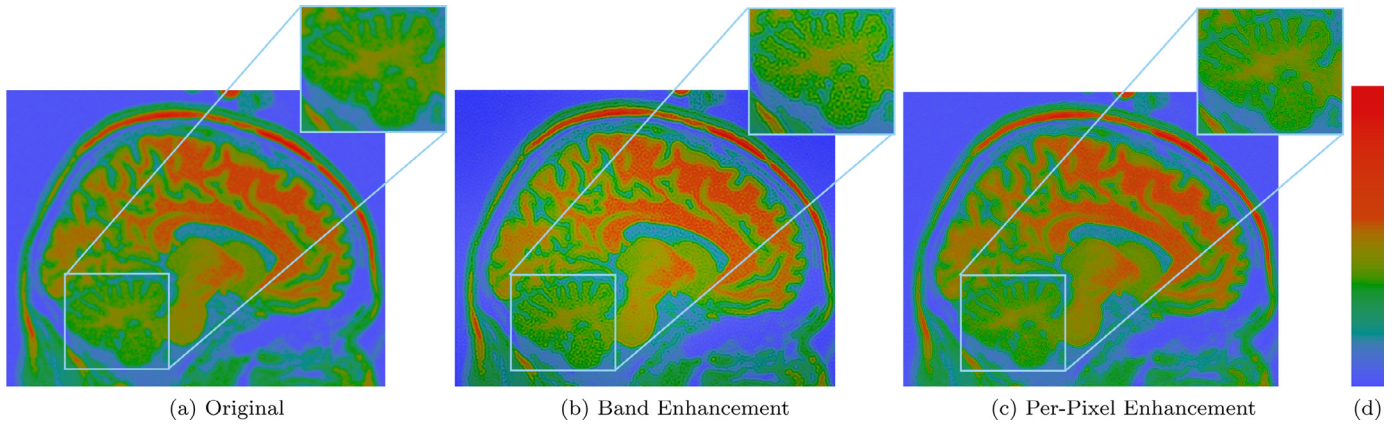 (a) Original
(b) Band Enhancement
(c) Per-Pixel Enhancement
(d)